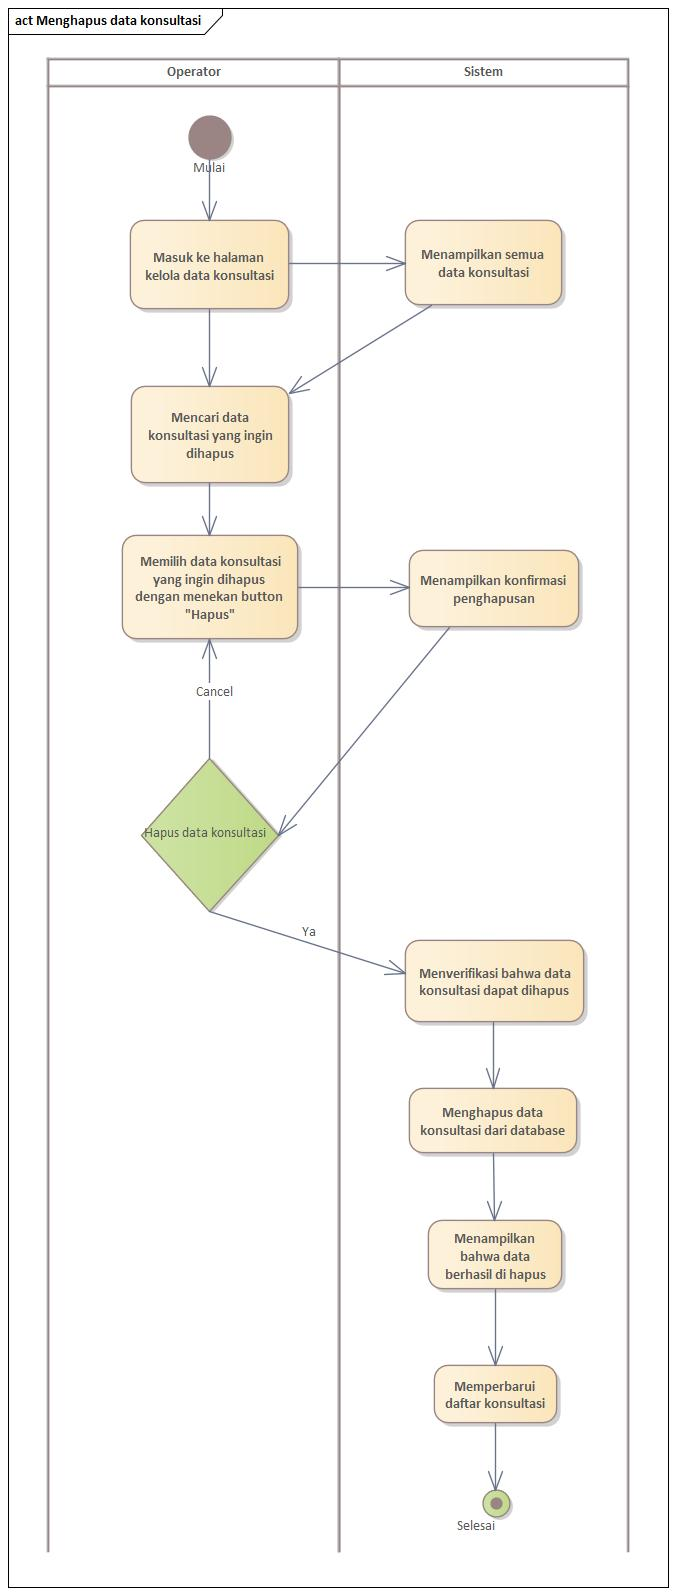 act Menghapus data konsultasi
Operator
Sistem
Mulai
Masuk ke halaman
kelola data konsultasi
Menampilkan semua
data konsultasi
Mencari data
konsultasi yang ingin
dihapus
Memilih data konsultasi
yang ingin dihapus
dengan menekan button
"Hapus"
Menampilkan konfirmasi
penghapusan
Cancel
Hapus data konsultasi
Ya
Menverifikasi bahwa data
konsultasi dapat dihapus
Menghapus data
konsultasi dari database
Menampilkan
bahwa data
berhasil di hapus
Memperbarui
daftar konsultasi
Selesai